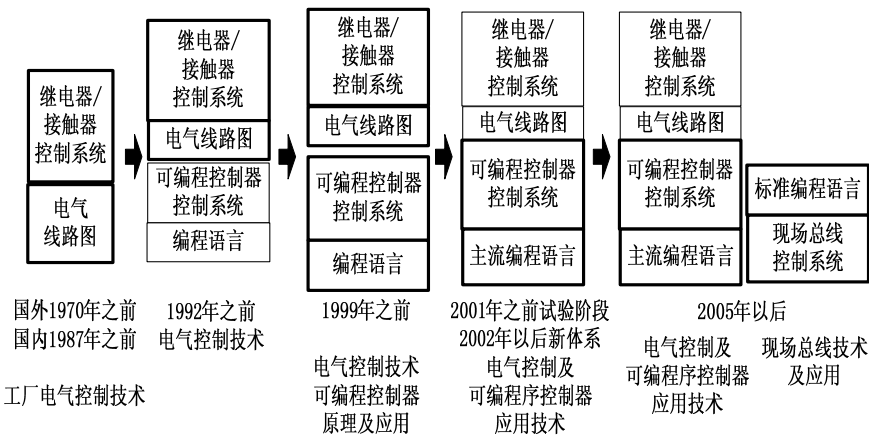 继电器/
接触器
控制系统
电气
线路图
国外1970年之前
国内1987年之前
工厂电气控制技术
继电器/
接触器
控制系统
电气线路图
可编程控制器
控制系统
编程语言
1992年之前
电气控制技术
继电器/
接触器
控制系统
电气线路图
可编程控制器
控制系统
编程语言
1999年之前
电气控制技术
可编程控制器
原理及应用
继电器/
接触器
控制系统
电气线路图
可编程控制器
控制系统
主流编程语言
2001年之前试验阶段
2002年以后新体系
电气控制及
可编程序控制器
应用技术
继电器/
接触器
控制系统
电气线路图
可编程控制器
控制系统
主流编程语言
标准编程语言
现场总线
控制系统
2005年以后
电气控制及
可编程序控制器
应用技术
现场总线技术
及应用